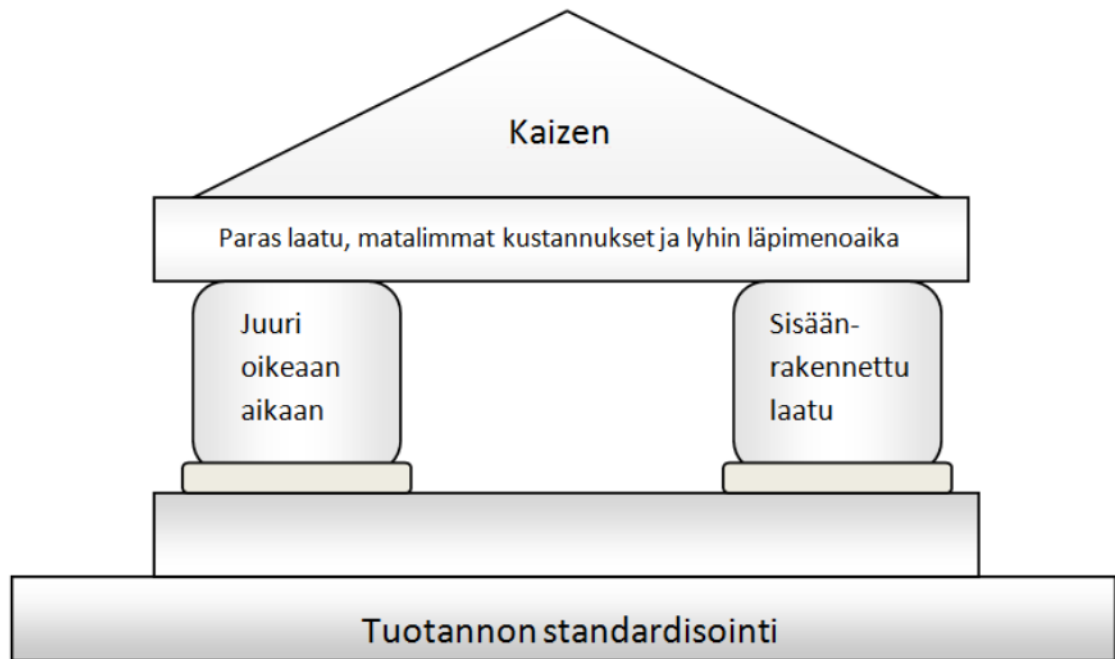 Kaizen
Paras laatu, matalimmat kustannukset ja lyhin läpimenoaika
Juuri
oikeaan
aikaan
Sisään-
rakennettu
laatu
Tuotannon standardisointi